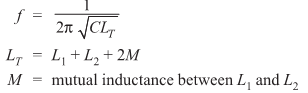 f = 1 / 2π √CL_T
L_T = L_1 + L_2 + 2M
M = mutual inductance between L_1 and L_2